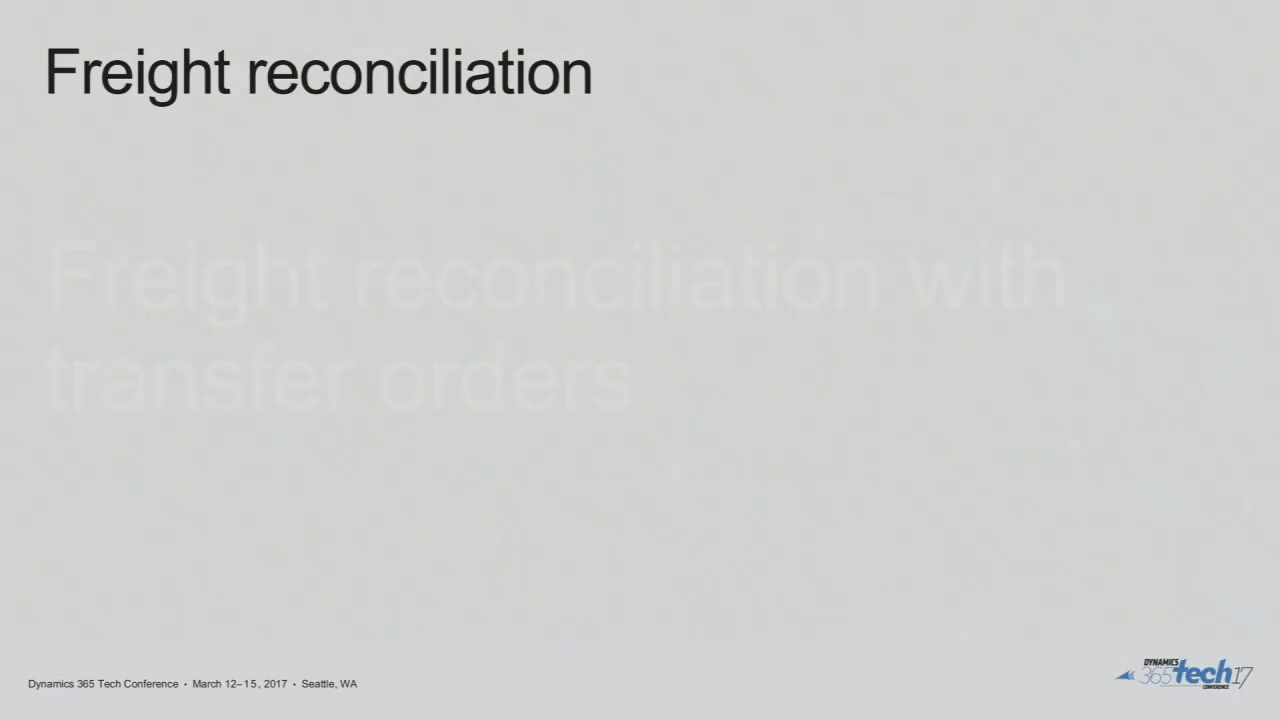 Freight reconciliation
Freight reconciliation with
transfer orders
Dynamics 365 Tech Conference • March 12–15, 2017 • Seattle, WA
DYNAMICS
365tech17
CONFERENCE